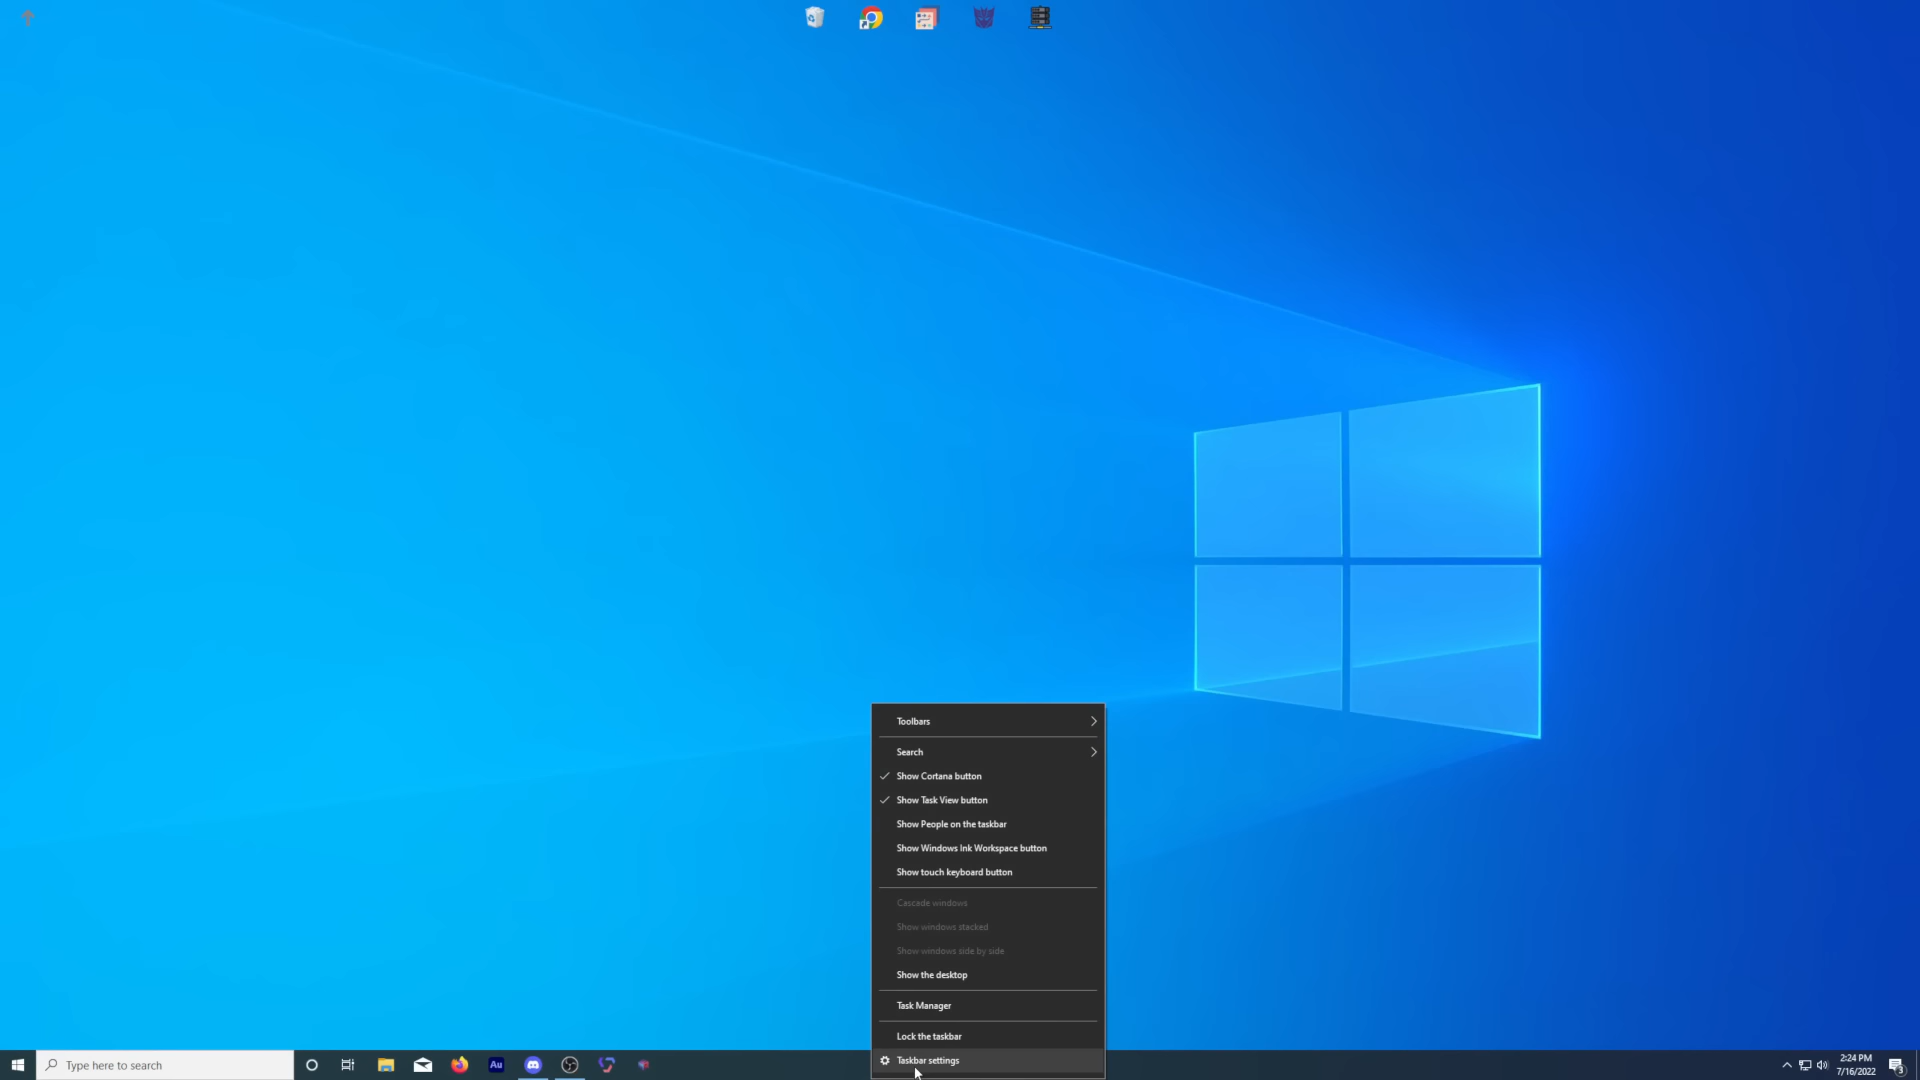 Toolbars
Search
Show Cortana button
Show Task View button
Show People on the taskbar
Show Windows Ink Workspace button
Show touch keyboard button
Cascade windows
Show windows stacked
Show windows side by side
Show the desktop
Task Manager
Lock the taskbar
Taskbar settings
Type here to search
Au
2:24 PM
7/16/2022
3